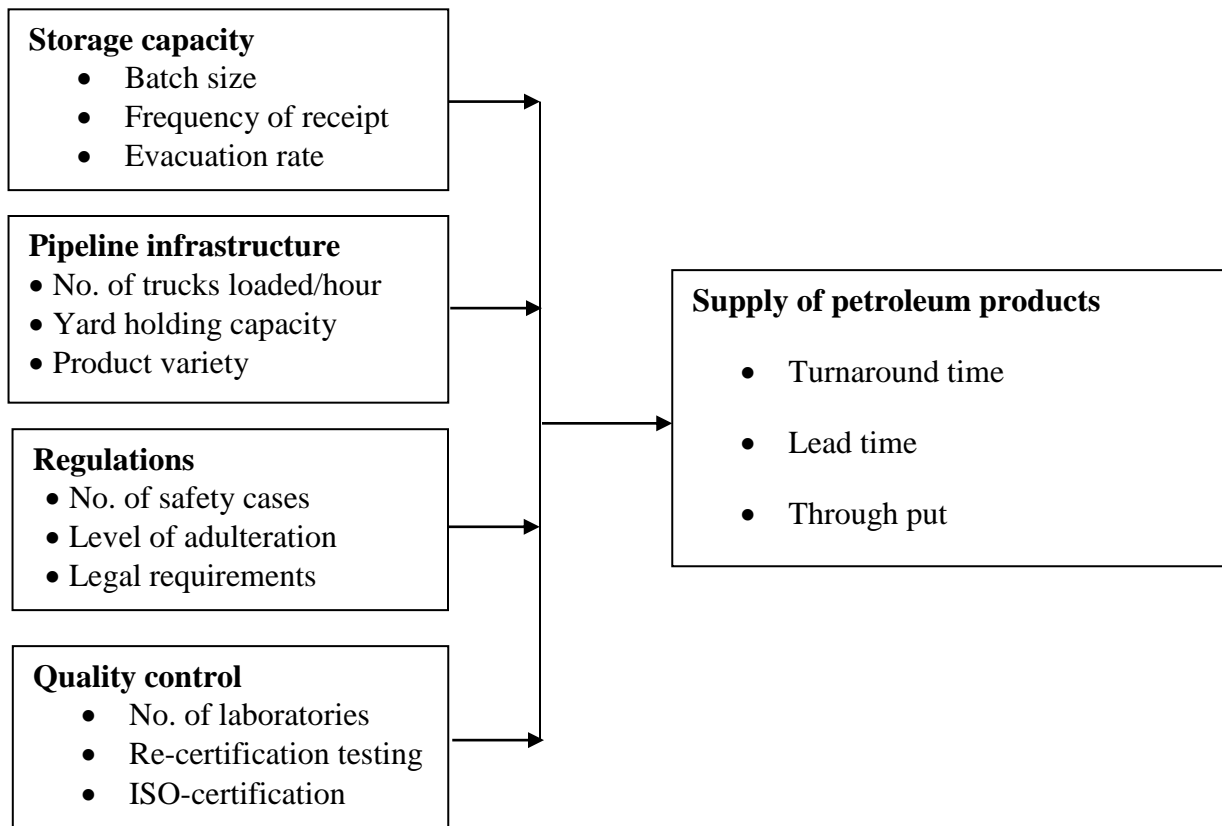 Storage capacity
• Batch size
• Frequency of receipt
• Evacuation rate
Pipeline infrastructure
• No. of trucks loaded/hour
• Yard holding capacity
• Product variety
Regulations
• No. of safety cases
• Level of adulteration
• Legal requirements
Quality control
• No. of laboratories
• Re-certification testing
• ISO-certification
Supply of petroleum products
• Turnaround time
• Lead time
• Through put